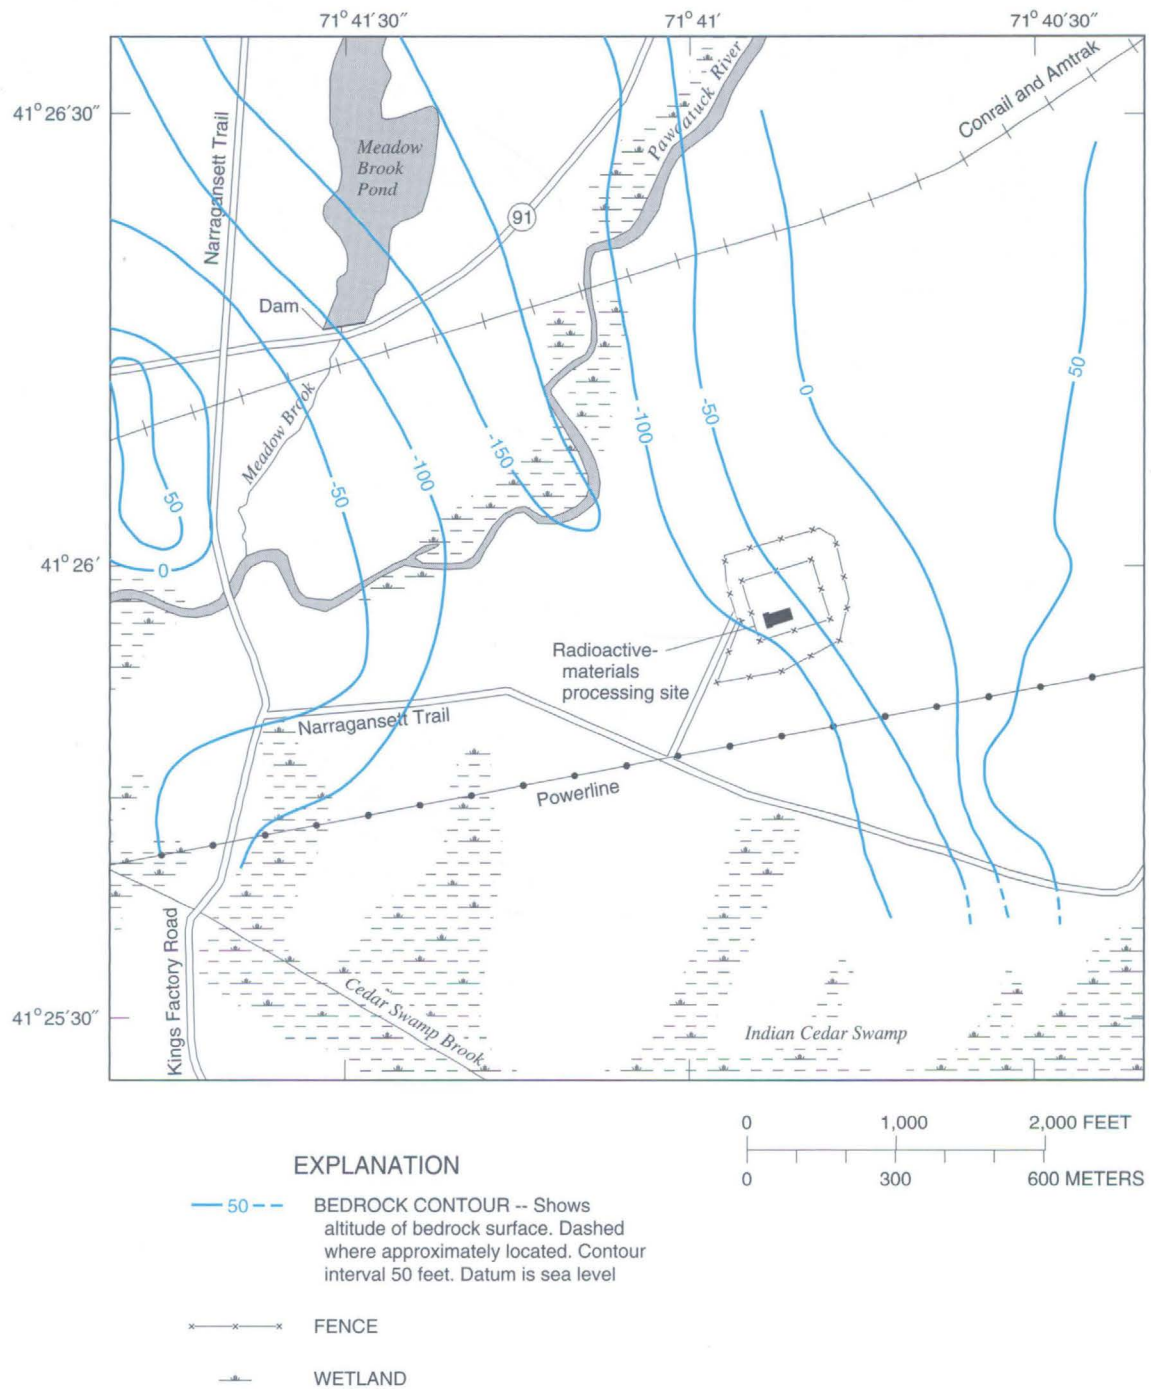 71°41'30"
71°41'
71°40'30"
41°26'30"
41°26'
41°25'30"
Narragansett Trail
Meadow
Brook
Pond
Pawcatuck River
Conrail and Amtrak
91
Dam
Meadow Brook
50
0
-50
-100
-150
-100
-50
0
50
Radioactive-
materials
processing site
Narragansett Trail
Powerline
Kings Factory Road
Cedar Swamp Brook
Indian Cedar Swamp
0 1,000 2,000 FEET
0 300 600 METERS
EXPLANATION
50 BEDROCK CONTOUR -- Shows
altitude of bedrock surface. Dashed
where approximately located. Contour
interval 50 feet. Datum is sea level
FENCE
WETLAND